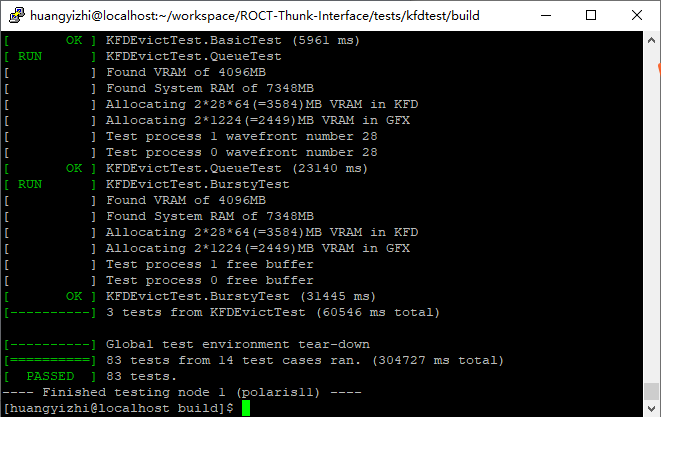 huangyizhi@localhost:~/workspace/ROCT-Thunk-Interface/tests/kfdtest/build
[       OK ] KFDEvictTest.BasicTest (5961 ms)
[ RUN      ] KFDEvictTest.QueueTest
[          ] Found VRAM of 4096MB
[          ] Found System RAM of 7348MB
[          ] Allocating 2*28*64(=3584)MB VRAM in KFD
[          ] Allocating 2*1224(=2449)MB VRAM in GFX
[          ] Test process 1 wavefront number 28
[          ] Test process 0 wavefront number 28
[       OK ] KFDEvictTest.QueueTest (23140 ms)
[ RUN      ] KFDEvictTest.BurstyTest
[          ] Found VRAM of 4096MB
[          ] Found System RAM of 7348MB
[          ] Allocating 2*28*64(=3584)MB VRAM in KFD
[          ] Allocating 2*1224(=2449)MB VRAM in GFX
[          ] Test process 1 free buffer
[          ] Test process 0 free buffer
[       OK ] KFDEvictTest.BurstyTest (31445 ms)
[----------] 3 tests from KFDEvictTest (60546 ms total)

[----------] Global test environment tear-down
[==========] 83 tests from 14 test cases ran. (304727 ms total)
[  PASSED  ] 83 tests.
---- Finished testing node 1 (polaris11) ----
[huangyizhi@localhost build]$